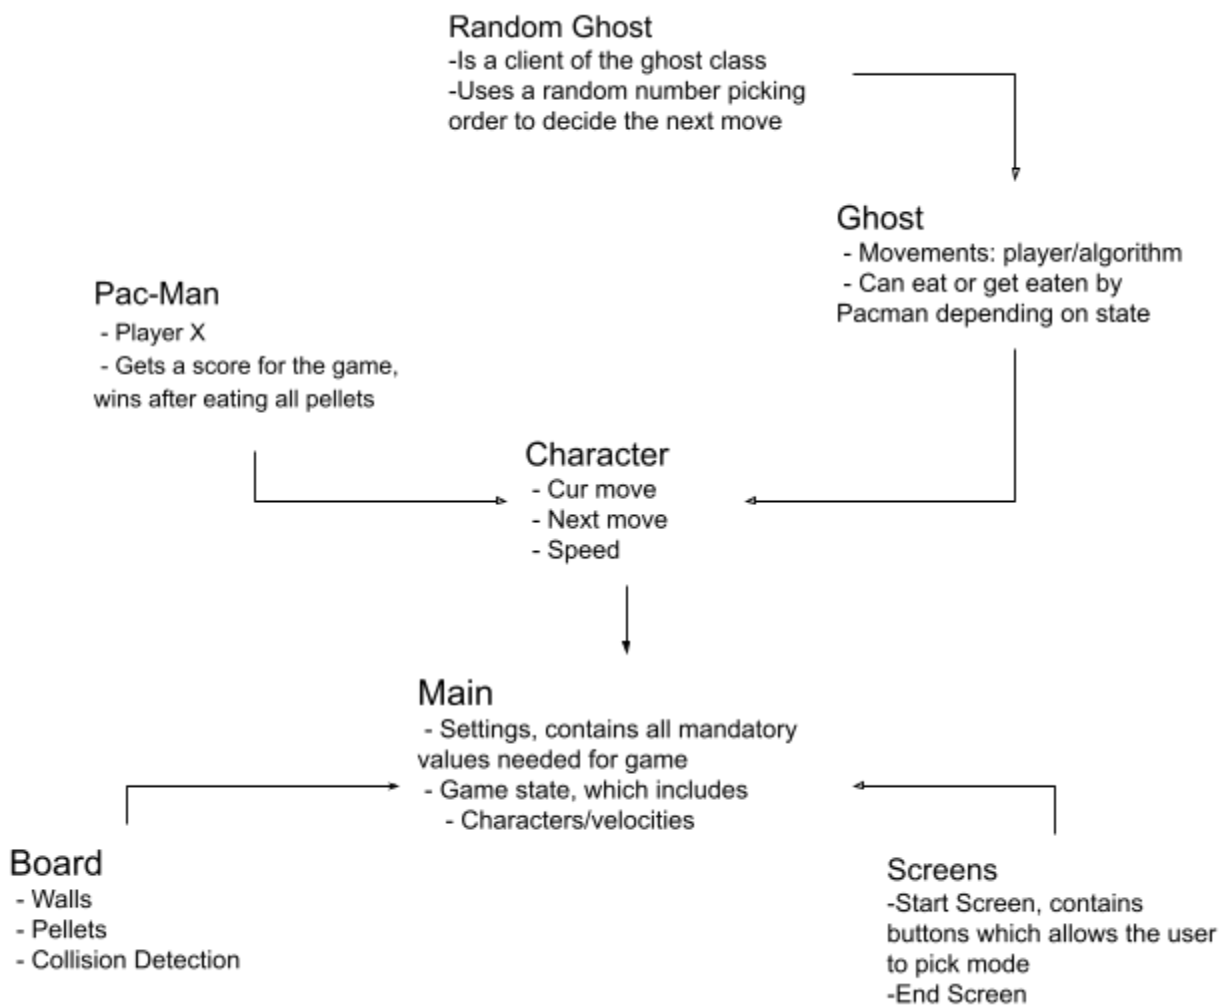 Random Ghost
-Is a client of the ghost class
-Uses a random number picking
order to decide the next move
Ghost
- Movements: player/algorithm
- Can eat or get eaten by
Pacman depending on state
Pac-Man
- Player X
- Gets a score for the game,
wins after eating all pellets
Character
- Cur move
- Next move
- Speed
Main
- Settings, contains all mandatory
values needed for game
- Game state, which includes
- Characters/velocities
Board
- Walls
- Pellets
- Collision Detection
Screens
-Start Screen, contains
buttons which allows the user
to pick mode
-End Screen